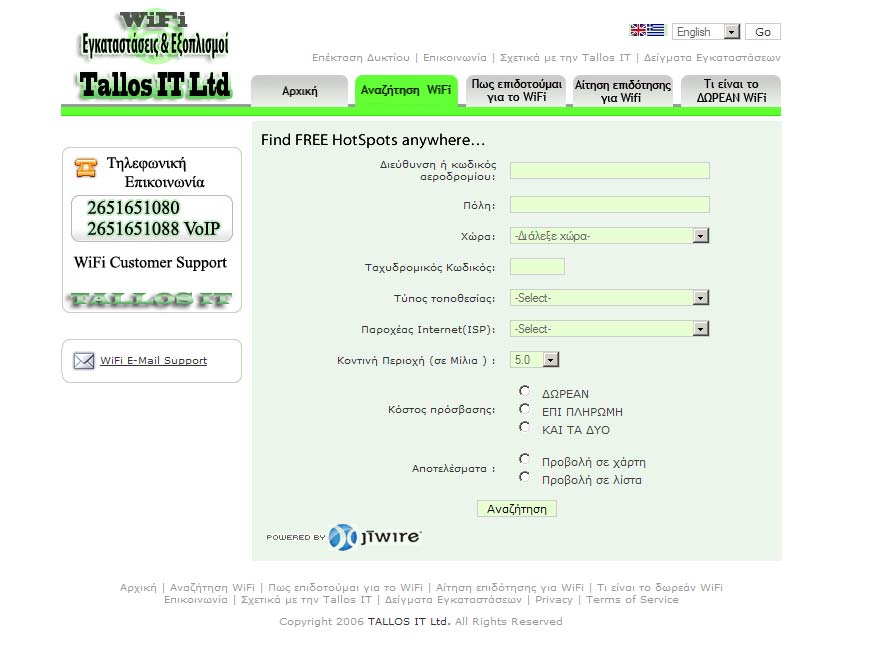 WiFi
Εγκαταστάσεις & Εξοπλισμοί
Tallos IT Ltd
English
Go
Επέκταση Δυκτίου | Επικοινωνία | Σχετικά με την Tallos IT | Δείγματα Εγκαταστάσεων
Αρχική
Αναζήτηση WiFi
Πως επιδοτούμαι
για το WiFi
Αίτηση επιδότησης
για Wifi
Τι είναι το
ΔΩΡΕΑΝ WiFi
Τηλεφωνική
Επικοινωνία
2651651080
2651651088 VoIP
WiFi Customer Support
TALLOS IT
WiFi E-Mail Support
Find FREE HotSpots anywhere...
Διεύθυνση ή κωδικός
αεροδρομίου:
Πόλη:
Χώρα:
-Διάλεξε χώρα-
Ταχυδρομικός Κωδικός:
Τύπος τοποθεσίας:
-Select-
Παροχέας Internet(ISP):
-Select-
Κοντινή Περιοχή (σε Μίλια ) :
5.0
Κόστος πρόσβασης:
ΔΩΡΕΑΝ
ΕΠΙ ΠΛΗΡΩΜΗ
ΚΑΙ ΤΑ ΔΥΟ
Αποτελέσματα :
Προβολή σε χάρτη
Προβολή σε λίστα
Αναζήτηση
POWERED BY JiWIRE
Αρχική | Αναζήτηση WiFi | Πως επιδοτούμαι για το WiFi | Αίτηση επιδότησης για WiFi | Τι είναι το δωρεάν WiFi
Επικοινωνία | Σχετικά με την Tallos IT | Δείγματα Εγκαταστάσεων | Privacy | Terms of Service
Copyright 2006 TALLOS IT Ltd. All Rights Reserved